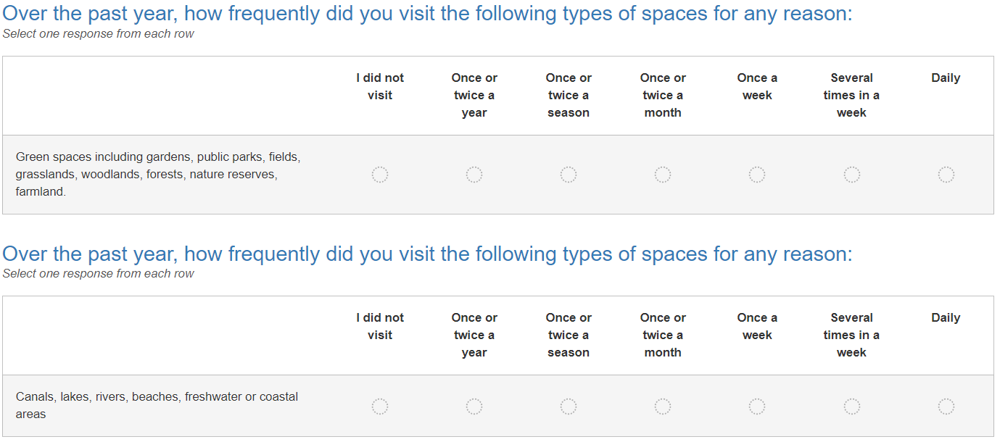 Over the past year, how frequently did you visit the following types of spaces for any reason:
Select one response from each row
I did not visit
Once or twice a year
Once or twice a season
Once or twice a month
Once a week
Several times in a week
Daily
Green spaces including gardens, public parks, fields,
grasslands, woodlands, forests, nature reserves,
farmland.
Over the past year, how frequently did you visit the following types of spaces for any reason:
Select one response from each row
I did not visit
Once or twice a year
Once or twice a season
Once or twice a month
Once a week
Several times in a week
Daily
Canals, lakes, rivers, beaches, freshwater or coastal
areas